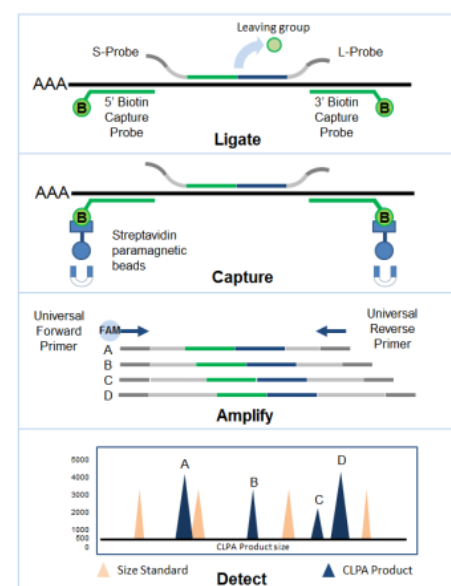 Leaving group
S-Probe
L-Probe
AAA
B
5' Biotin
Capture
Probe
3' Biotin
Capture
Probe
B
Ligate
AAA
B
B
Streptavidin
paramagnetic
beads
Capture
Universal
Forward
Primer
FAM
Universal
Reverse
Primer
A
B
C
D
Amplify
5000
4000
3000
2000
1000
500
0
A
B
C
D
CLPA Product size
Size Standard
CLPA Product
Detect